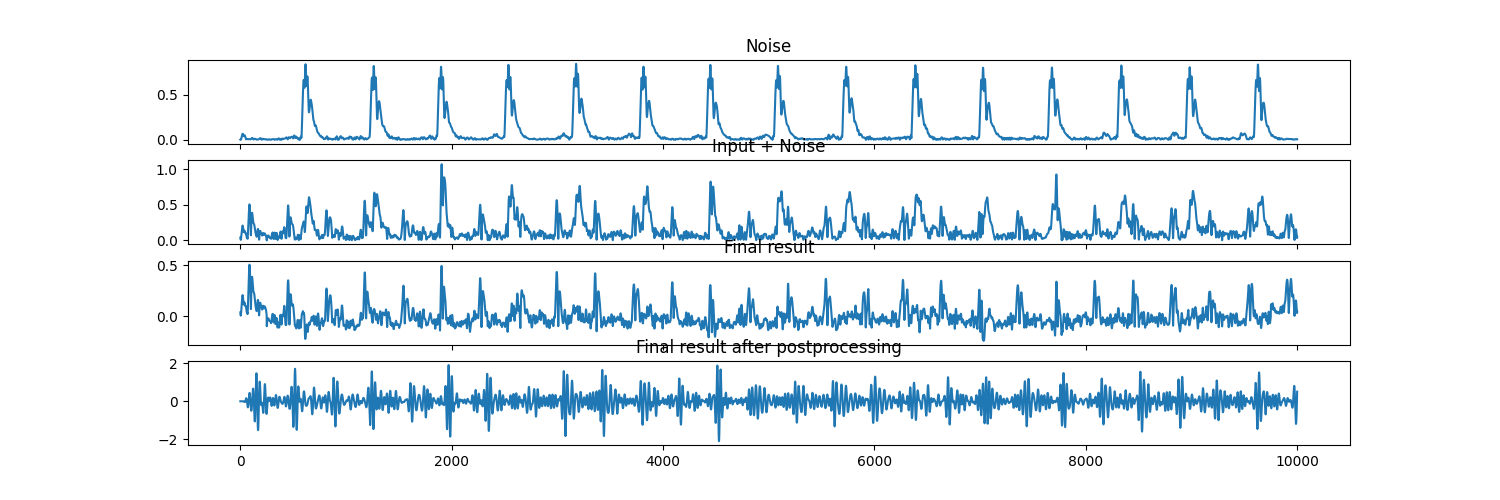 Noise
0.5
0.0
Input + Noise
1.0
0.5
0.0
Final result
0.5
0.0
Final result after postprocessing
2
0
−2
0 2000 4000 6000 8000 10000